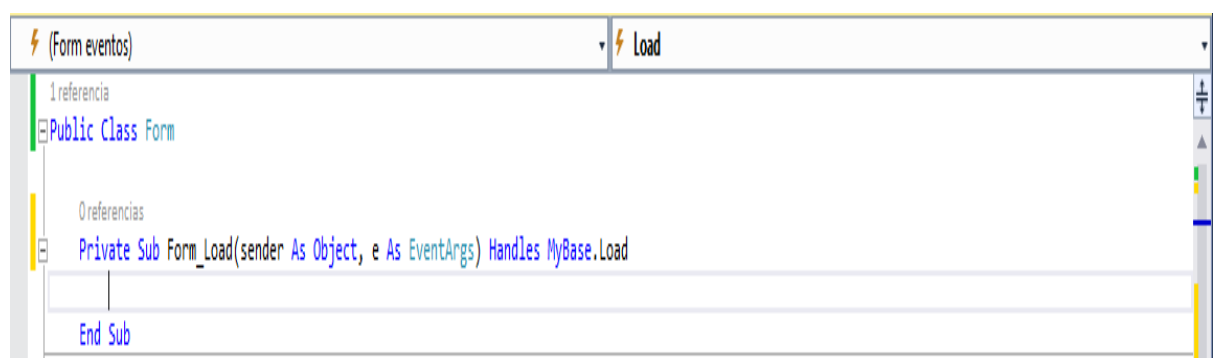 (Form eventos) Load
1 referencia
Public Class Form
0 referencias
Private Sub Form_Load(sender As Object, e As EventArgs) Handles MyBase.Load
End Sub